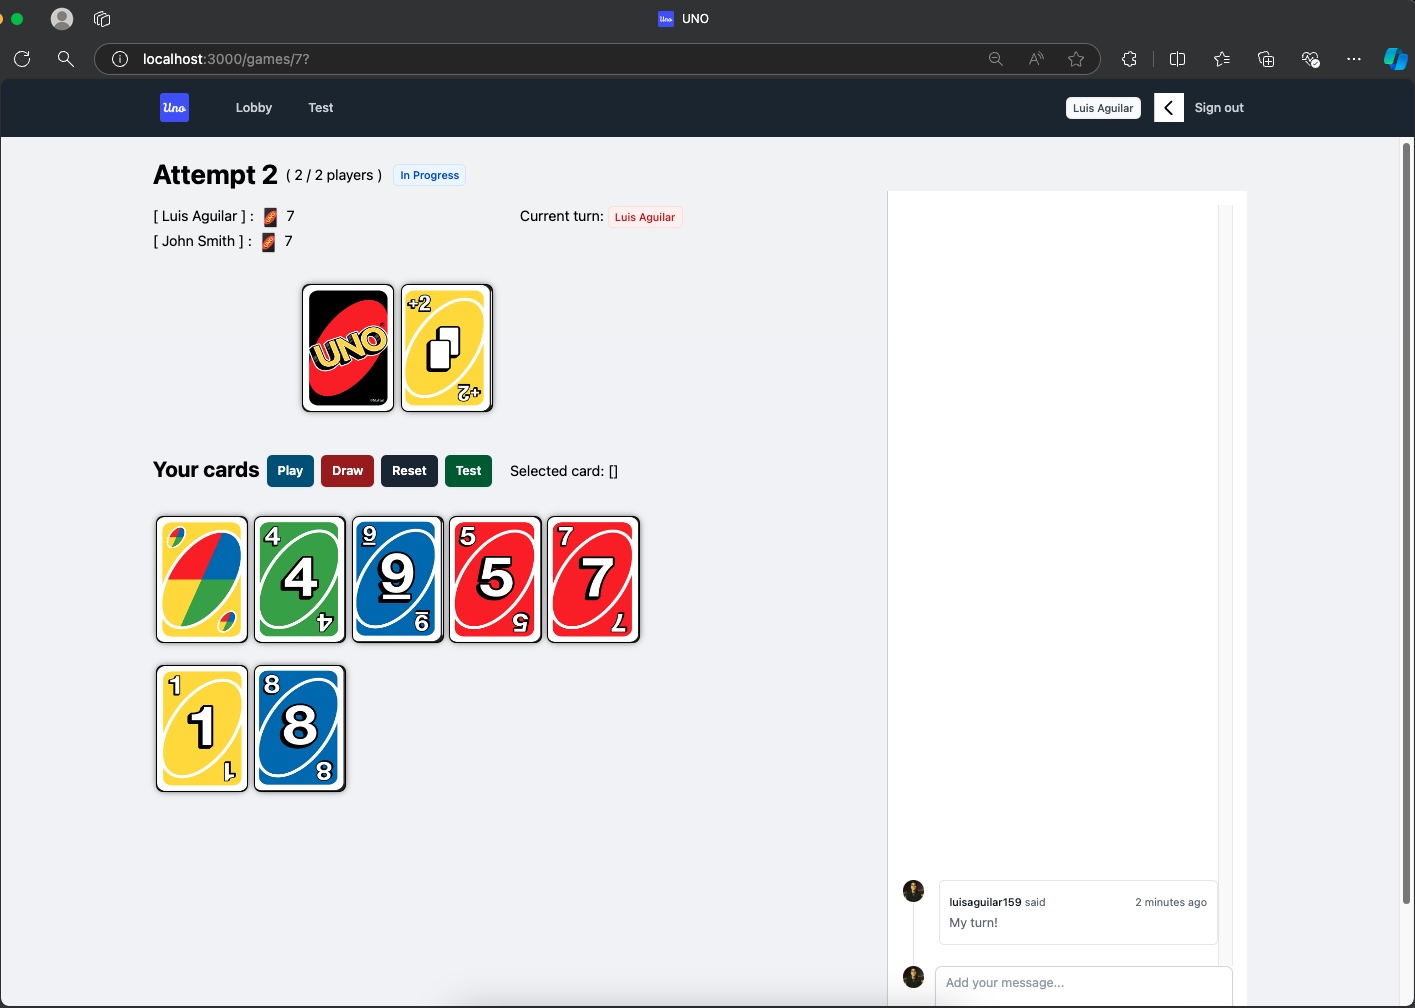 Uno UNO
localhost:3000/games/7?
Uno Lobby Test Luis Aguilar Sign out
Attempt 2 ( 2 / 2 players ) In Progress
[ Luis Aguilar ] : 7 Current turn: Luis Aguilar
[ John Smith ] : 7
UNO
+2
+2
Your cards Play Draw Reset Test Selected card: []
4 9 5 7
4 9 5 7
4 9 5 7
1 8
1 8
1 8
luisaguilar159 said 2 minutes ago
My turn!
Add your message...